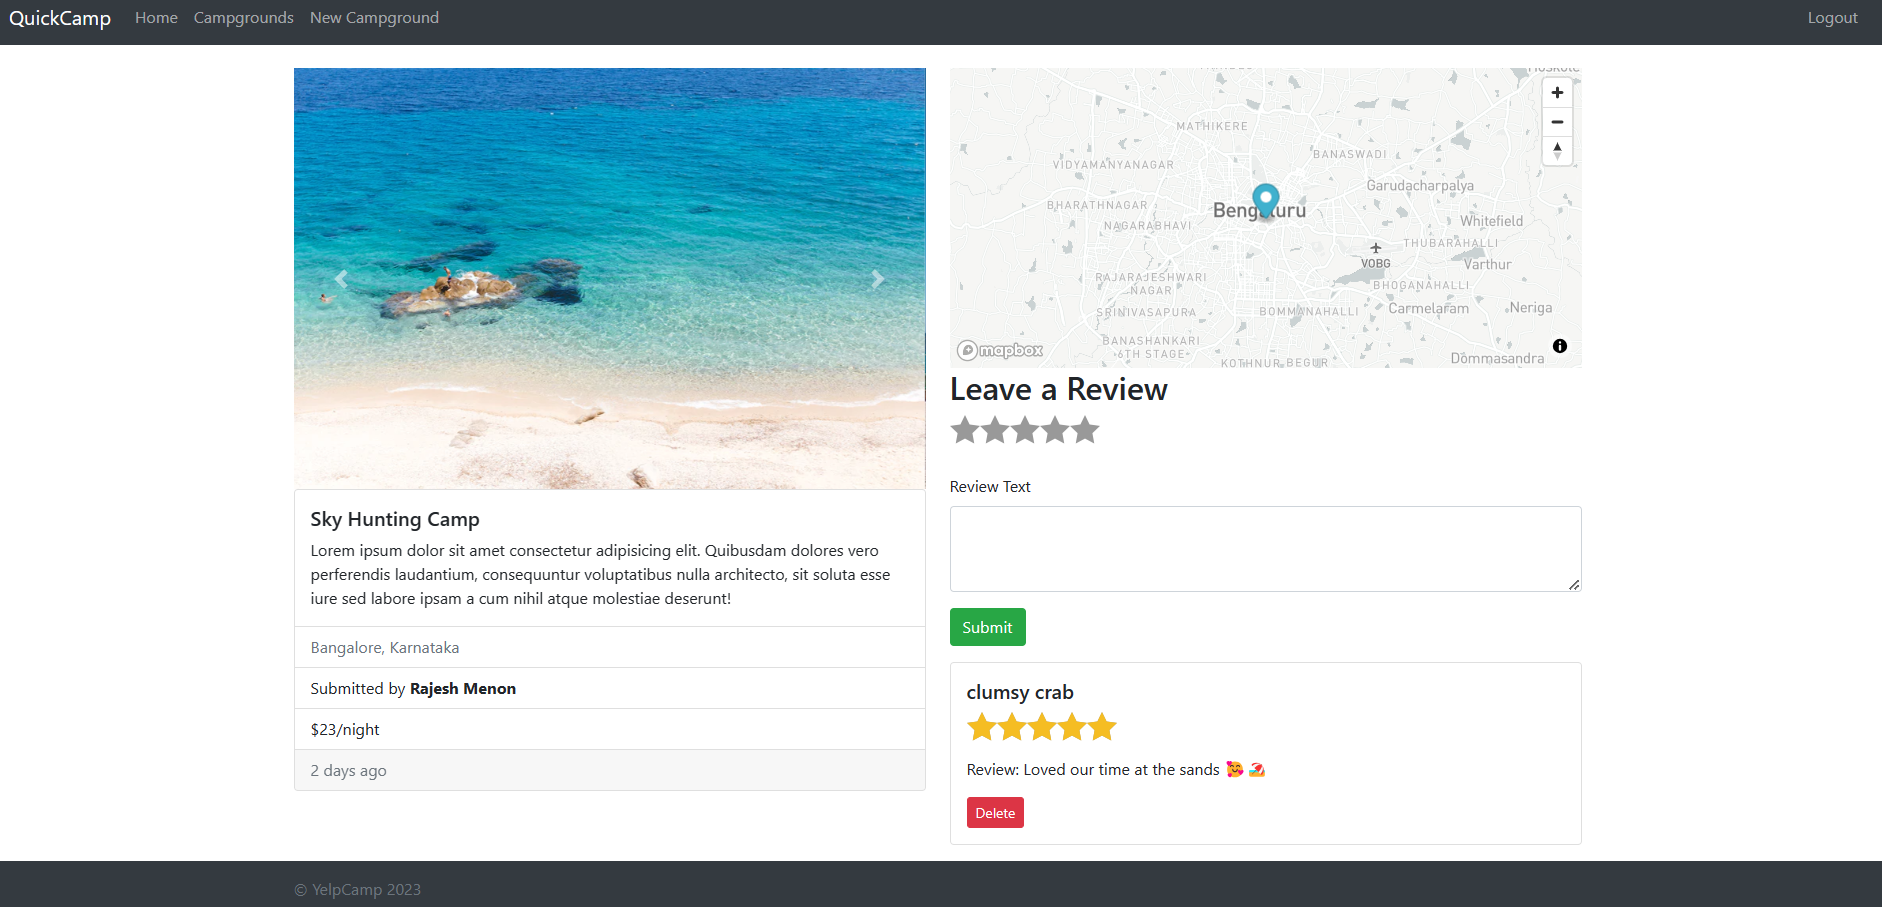 QuickCamp Home Campgrounds New Campground Logout
Sky Hunting Camp
Lorem ipsum dolor sit amet consectetur adipisicing elit. Quibusdam dolores vero
perferendis laudantium, consequuntur voluptatibus nulla architecto, sit soluta esse
iure sed labore ipsam a cum nihil atque molestiae deserunt!
Bangalore, Karnataka
Submitted by Rajesh Menon
$23/night
2 days ago
MATHIKERE
BANASWADI
VIDYAMANYANAGAR
Garudacharpalya
BHARATHNAGAR
Whitefield
NAGARABHAVI
THUBARAHALLI
VOBG
Varthur
RAJARAJESHWARI
NAGAR
BHOGANAHALLI
SRINIVASAPURA
BOMMANAHALLI
Carmelaram
Neriga
BANASHANKARI
6TH STAGE
mapbox
KOTHNUR
BEGUR
Dommasandra
Leave a Review
Review Text
Submit
clumsy crab
Review: Loved our time at the sands 🥰 🏖️
Delete
© YelpCamp 2023